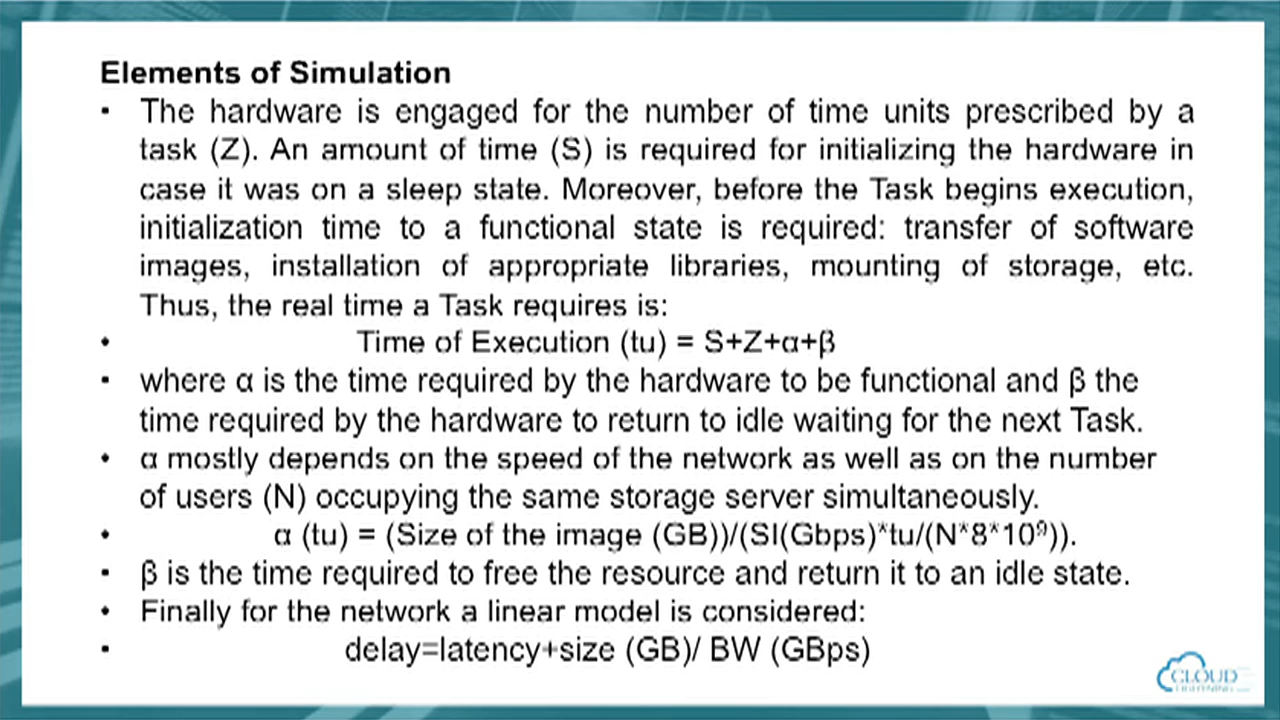 Elements of Simulation
▪ The hardware is engaged for the number of time units prescribed by a
task (Z). An amount of time (S) is required for initializing the hardware in
case it was on a sleep state. Moreover, before the Task begins execution,
initialization time to a functional state is required: transfer of software
images, installation of appropriate libraries, mounting of storage, etc.
Thus, the real time a Task requires is:
• Time of Execution (tu) = S+Z+α+β
▪ where α is the time required by the hardware to be functional and β the
time required by the hardware to return to idle waiting for the next Task.
• α mostly depends on the speed of the network as well as on the number
of users (N) occupying the same storage server simultaneously.
• α (tu) = (Size of the image (GB))/(SI(Gbps)*tu/(N*8*10⁹)).
▪ β is the time required to free the resource and return it to an idle state.
• Finally for the network a linear model is considered:
▪ delay=latency+size (GB)/ BW (GBps)
CLOUD
LIGHTNING